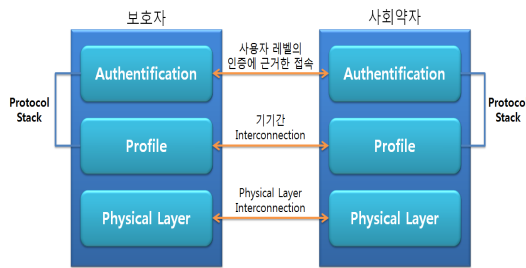 보호자
사회약자
Authentification
사용자 레벨의
인증에 근거한 접속
Authentification
Protocol
Stack
Protoco
Stack
Profile
기기간
Interconnection
Profile
Physical Layer
Physical Layer
Interconnection
Physical Layer